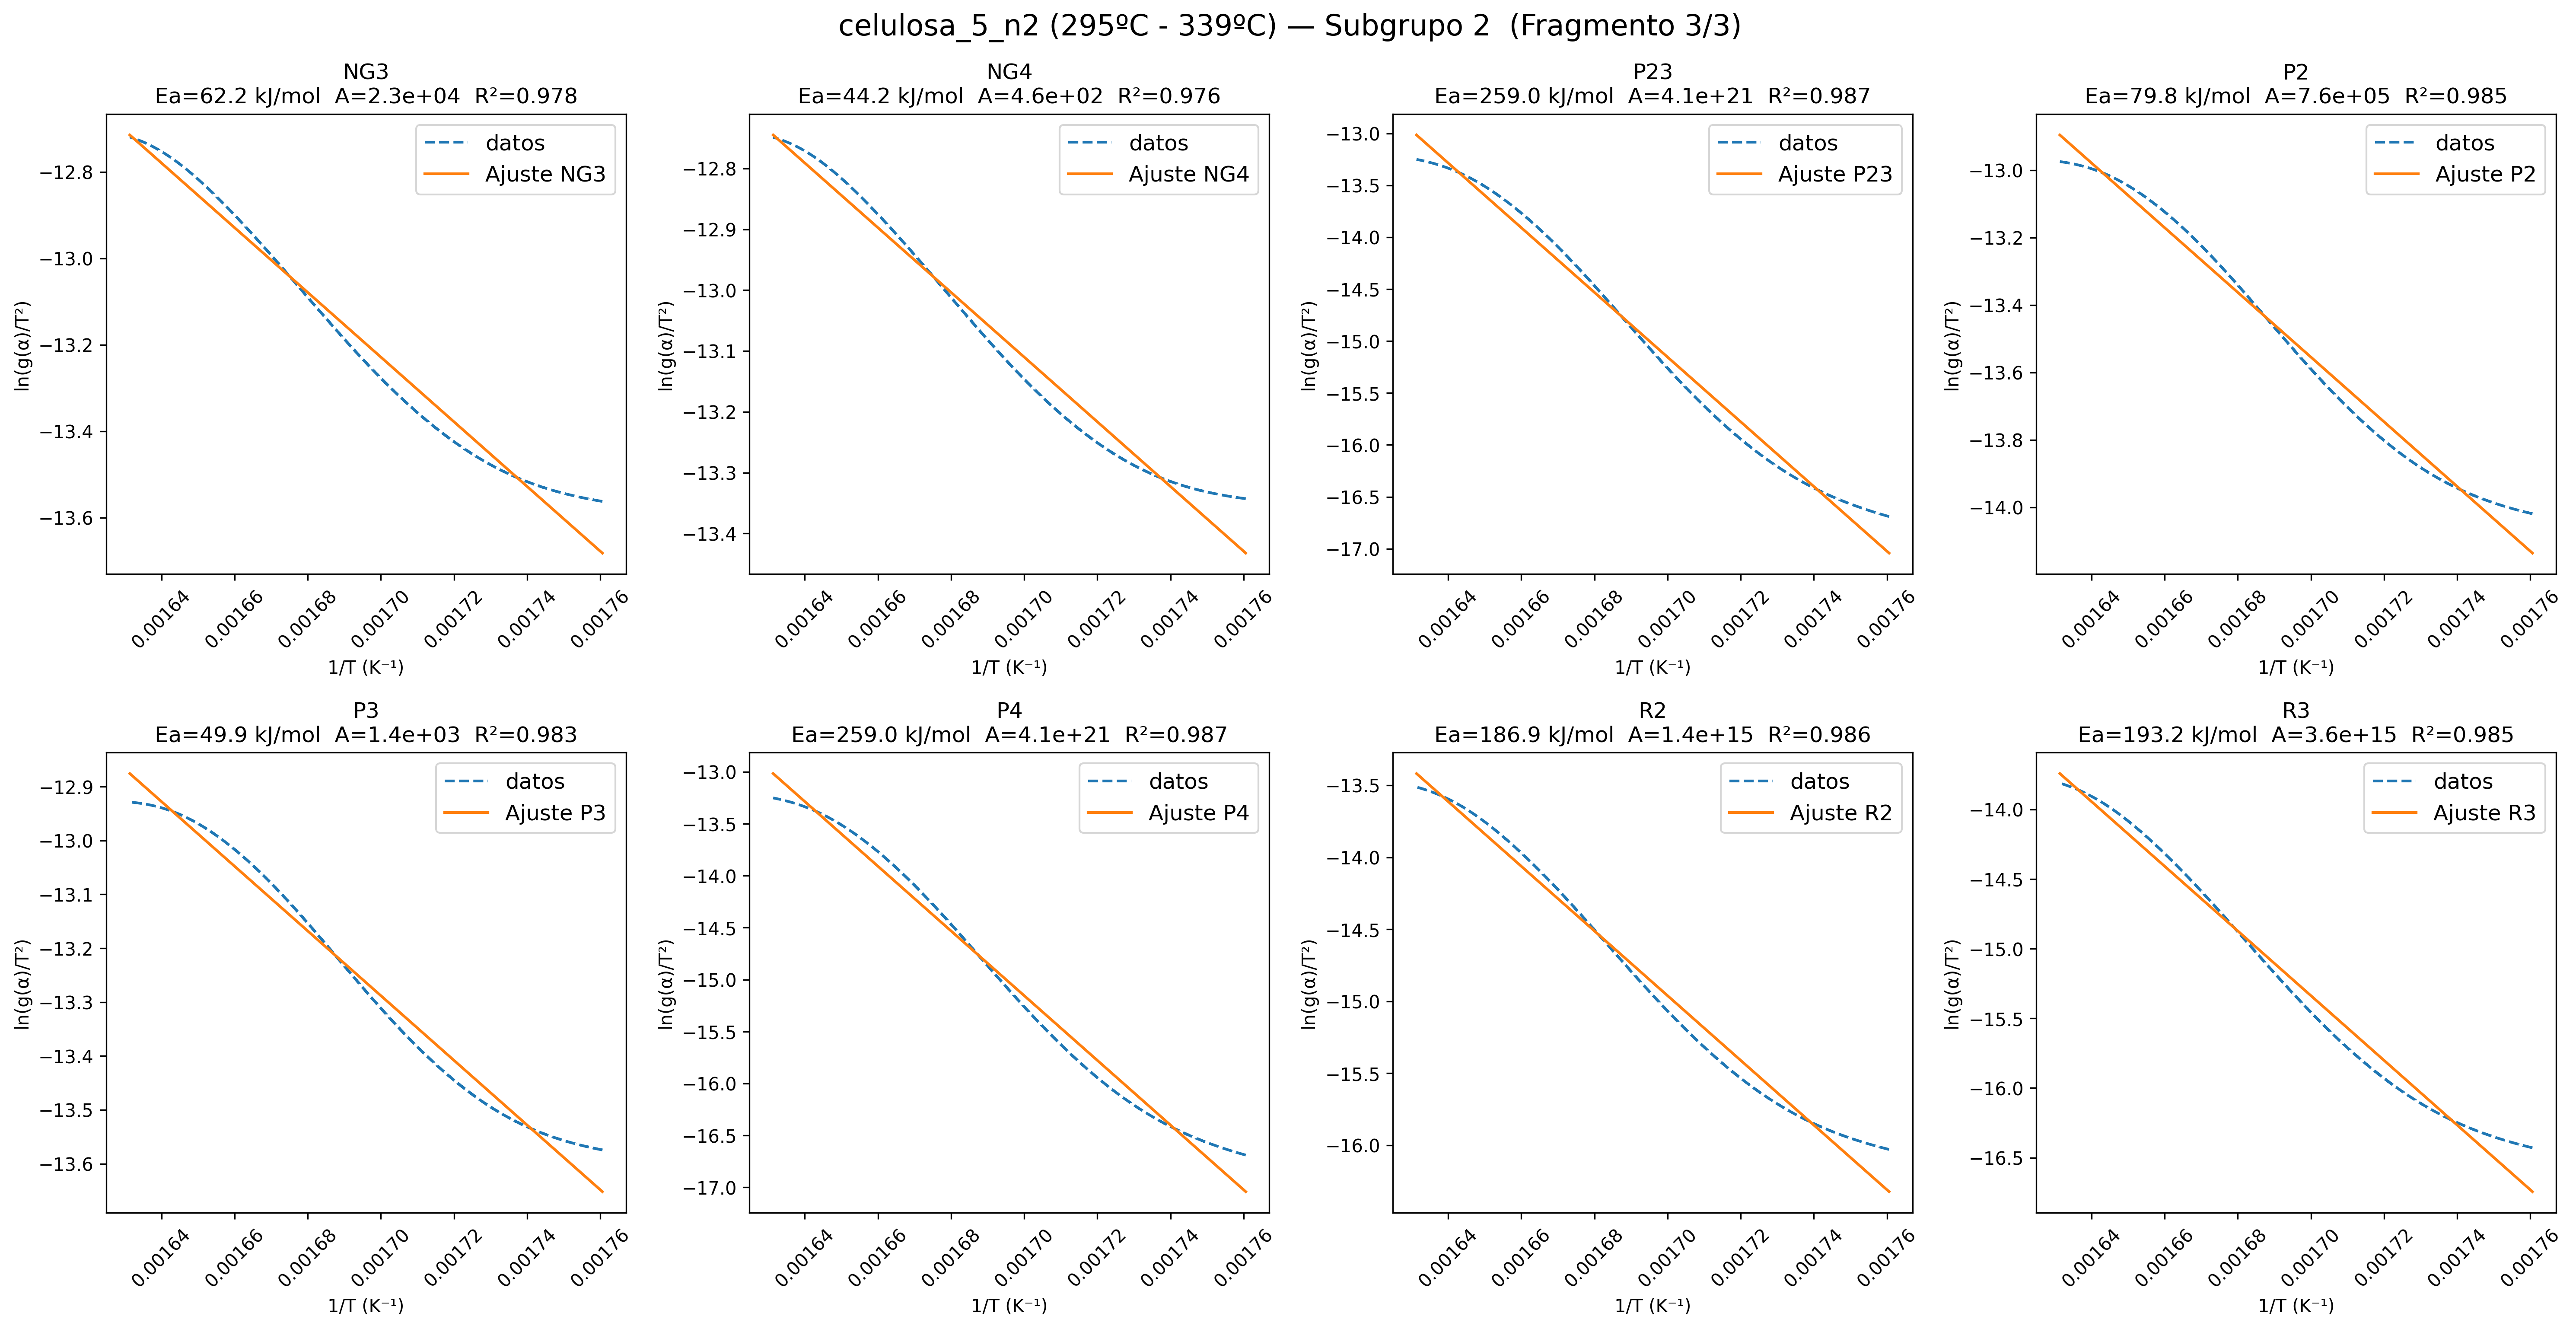 celulosa_5_n2 (295ºC - 339ºC) — Subgrupo 2  (Fragmento 3/3)
NG3
Ea=62.2 kJ/mol  A=2.3e+04  R²=0.978
datos
Ajuste NG3
ln(g(α)/T²)
−12.8
−13.0
−13.2
−13.4
−13.6
0.00164
0.00166
0.00168
0.00170
0.00172
0.00174
0.00176
1/T (K⁻¹)
NG4
Ea=44.2 kJ/mol  A=4.6e+02  R²=0.976
datos
Ajuste NG4
ln(g(α)/T²)
−12.8
−12.9
−13.0
−13.1
−13.2
−13.3
−13.4
0.00164
0.00166
0.00168
0.00170
0.00172
0.00174
0.00176
1/T (K⁻¹)
P23
Ea=259.0 kJ/mol  A=4.1e+21  R²=0.987
datos
Ajuste P23
ln(g(α)/T²)
−13.0
−13.5
−14.0
−14.5
−15.0
−15.5
−16.0
−16.5
−17.0
0.00164
0.00166
0.00168
0.00170
0.00172
0.00174
0.00176
1/T (K⁻¹)
P2
Ea=79.8 kJ/mol  A=7.6e+05  R²=0.985
datos
Ajuste P2
ln(g(α)/T²)
−13.0
−13.2
−13.4
−13.6
−13.8
−14.0
0.00164
0.00166
0.00168
0.00170
0.00172
0.00174
0.00176
1/T (K⁻¹)
P3
Ea=49.9 kJ/mol  A=1.4e+03  R²=0.983
datos
Ajuste P3
ln(g(α)/T²)
−12.9
−13.0
−13.1
−13.2
−13.3
−13.4
−13.5
−13.6
0.00164
0.00166
0.00168
0.00170
0.00172
0.00174
0.00176
1/T (K⁻¹)
P4
Ea=259.0 kJ/mol  A=4.1e+21  R²=0.987
datos
Ajuste P4
ln(g(α)/T²)
−13.0
−13.5
−14.0
−14.5
−15.0
−15.5
−16.0
−16.5
−17.0
0.00164
0.00166
0.00168
0.00170
0.00172
0.00174
0.00176
1/T (K⁻¹)
R2
Ea=186.9 kJ/mol  A=1.4e+15  R²=0.986
datos
Ajuste R2
ln(g(α)/T²)
−13.5
−14.0
−14.5
−15.0
−15.5
−16.0
0.00164
0.00166
0.00168
0.00170
0.00172
0.00174
0.00176
1/T (K⁻¹)
R3
Ea=193.2 kJ/mol  A=3.6e+15  R²=0.985
datos
Ajuste R3
ln(g(α)/T²)
−14.0
−14.5
−15.0
−15.5
−16.0
−16.5
0.00164
0.00166
0.00168
0.00170
0.00172
0.00174
0.00176
1/T (K⁻¹)